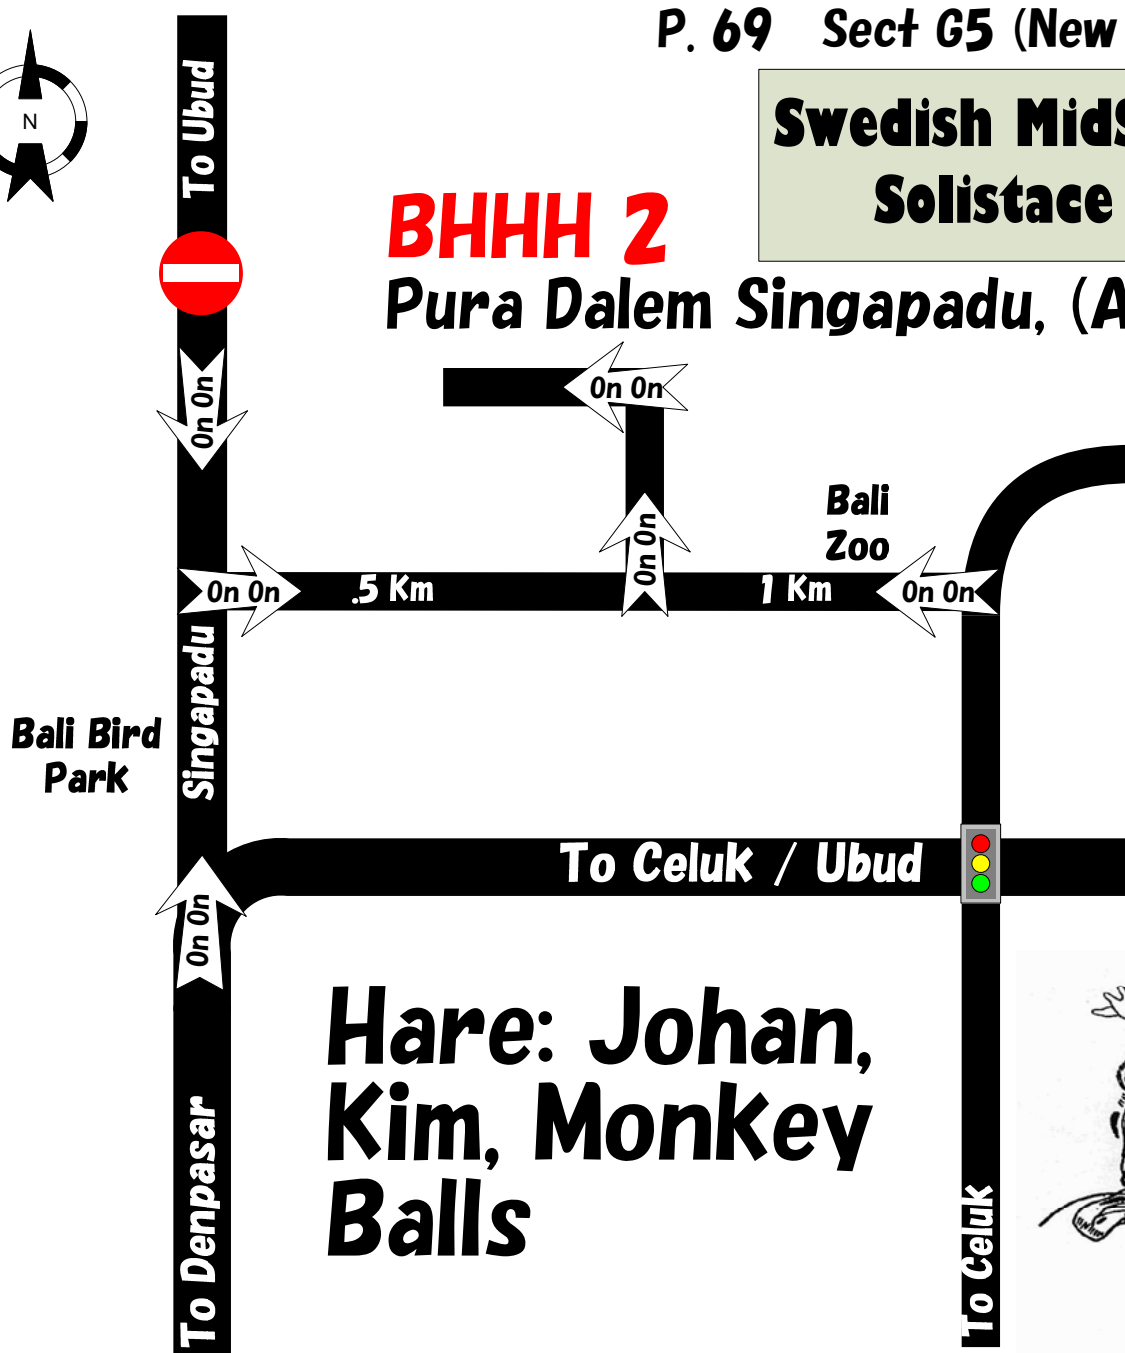 P. 69 Sect G5 (New
Swedish Mid
Solistace
BHHH 2
Pura Dalem Singapadu, (A
N
To Ubud
On On
On On
On On
On On
On On
.5 Km
1 Km
Bali
Zoo
Singapadu
Bali Bird
Park
To Celuk / Ubud
On On
Hare: Johan,
Kim, Monkey
Balls
To Denpasar
To Celuk